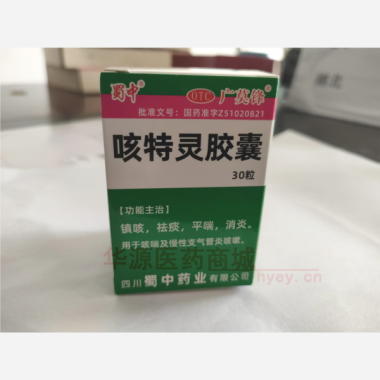 蜀中® OTC 广莫锋®
批准文号：国药准字Z51020821
咳特灵胶囊
30粒
【功能主治】
镇咳，祛痰，平喘，消炎。
用于咳喘及慢性支气管炎咳嗽。
华源医药商城
hyey.cn
四川蜀中药业有限公司